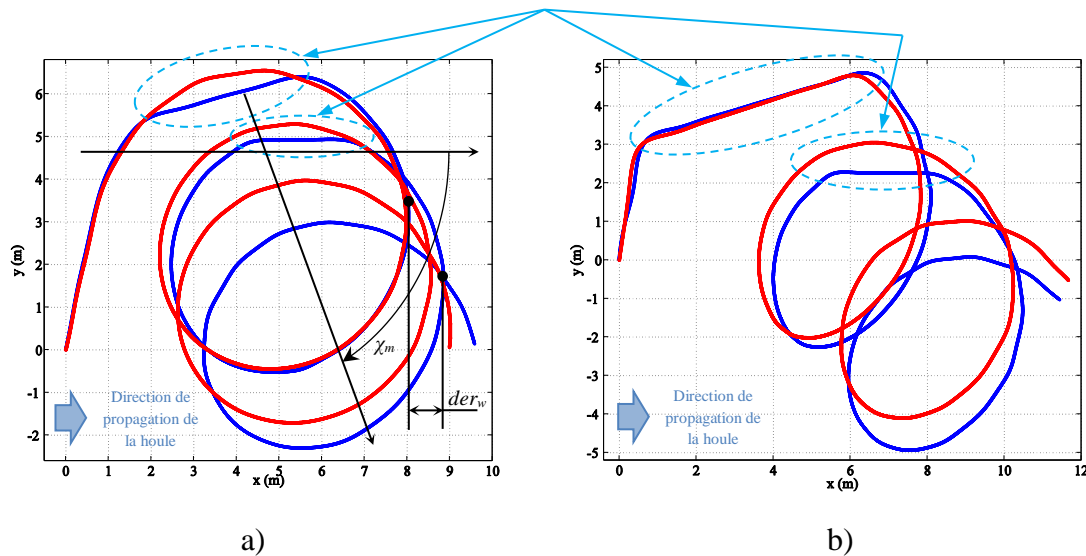 6
5
4
3
2
1
0
-1
-2
y (m)
0
1
2
3
4
5
6
7
8
9
10
x (m)
χm
derw
Direction de
propagation de
la houle
a)
5
4
3
2
1
0
-1
-2
-3
-4
-5
y (m)
0
2
4
6
8
10
12
x (m)
Direction de
propagation de
la houle
b)